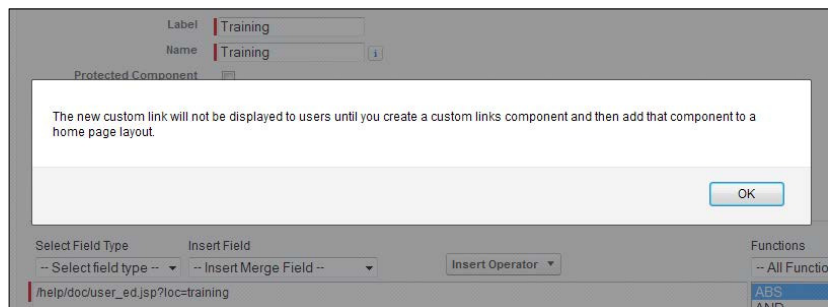 Label Training
Name Training i
Protected Component
The new custom link will not be displayed to users until you create a custom links component and then add that component to a
home page layout.
OK
Select Field Type Insert Field Functions
-- Select field type -- -- Insert Merge Field -- Insert Operator -- All Functio
/help/doc/user_ed.jsp?loc=training ABS
AND